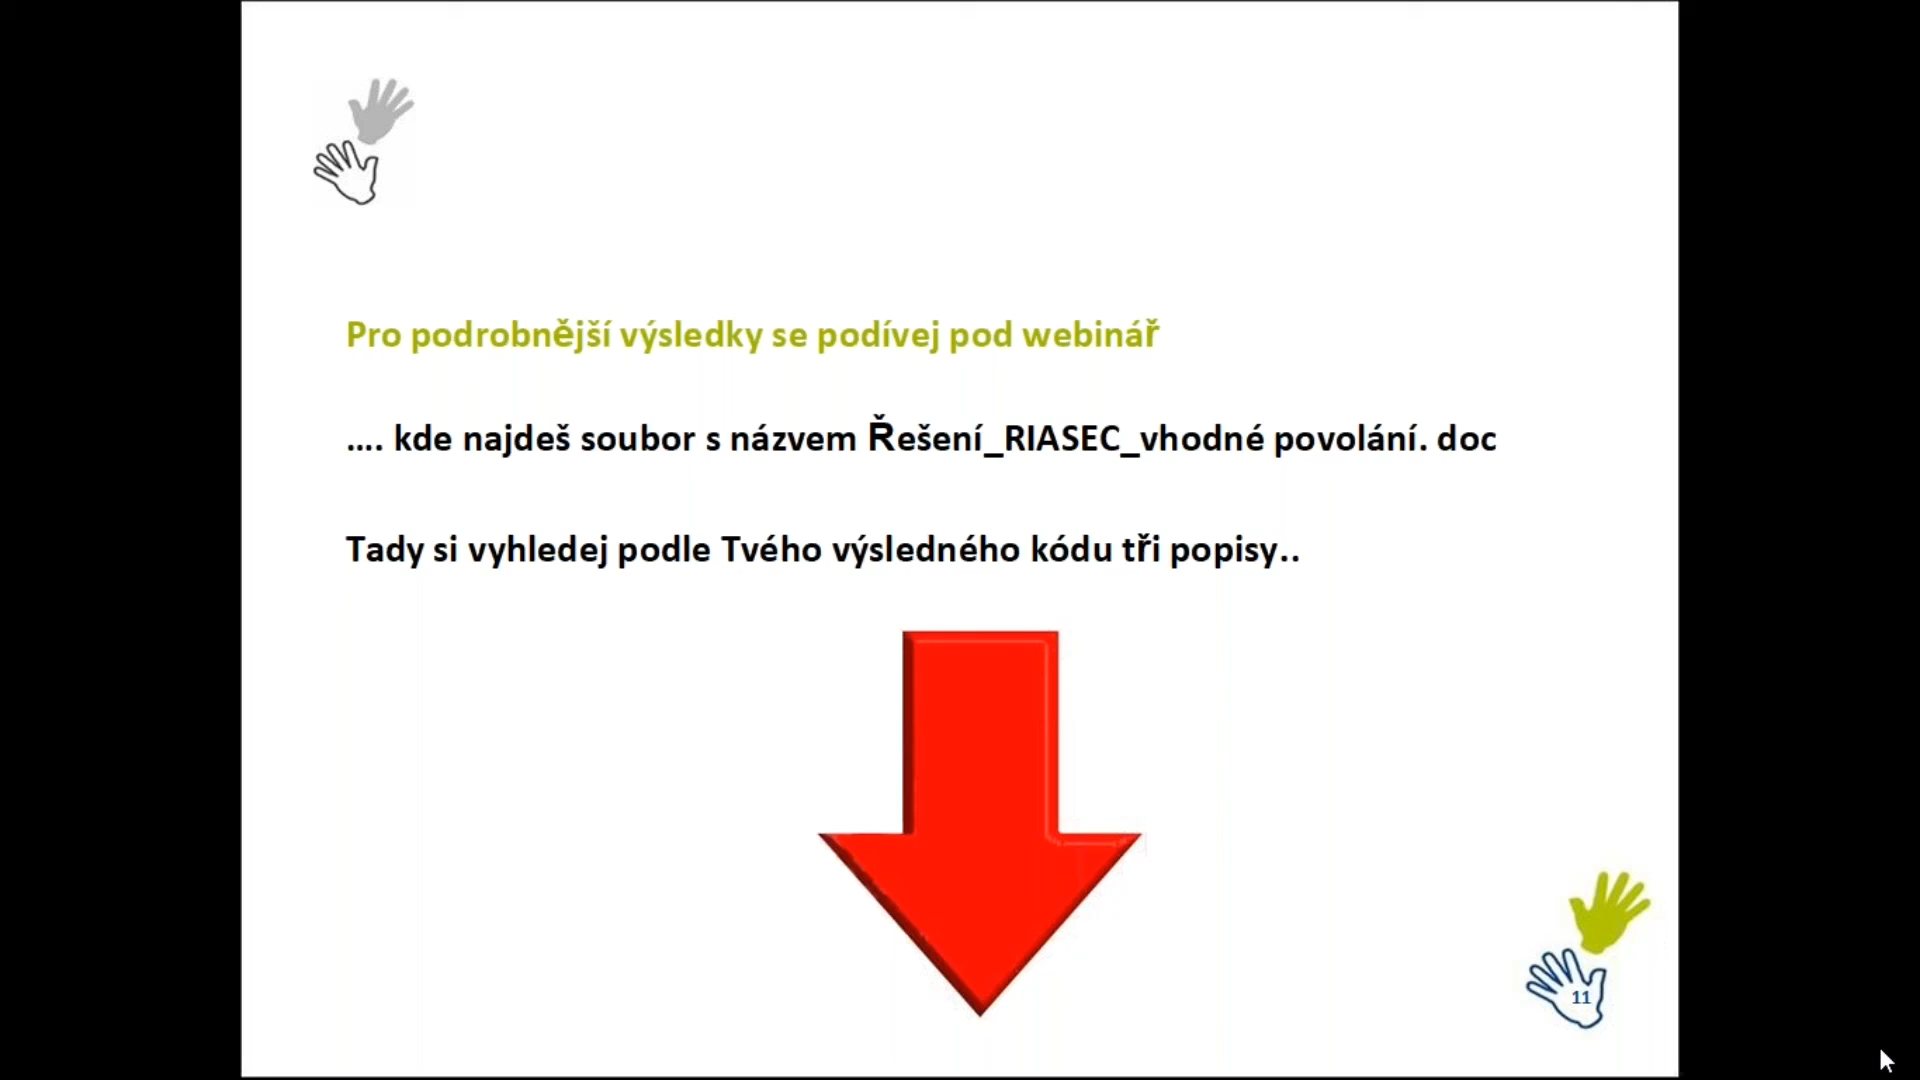 Pro podrobnější výsledky se podívej pod webinář
…. kde najdeš soubor s názvem Řešení_RIASEC_vhodné povolání. doc
Tady si vyhledej podle Tvého výsledného kódu tři popisy..
11